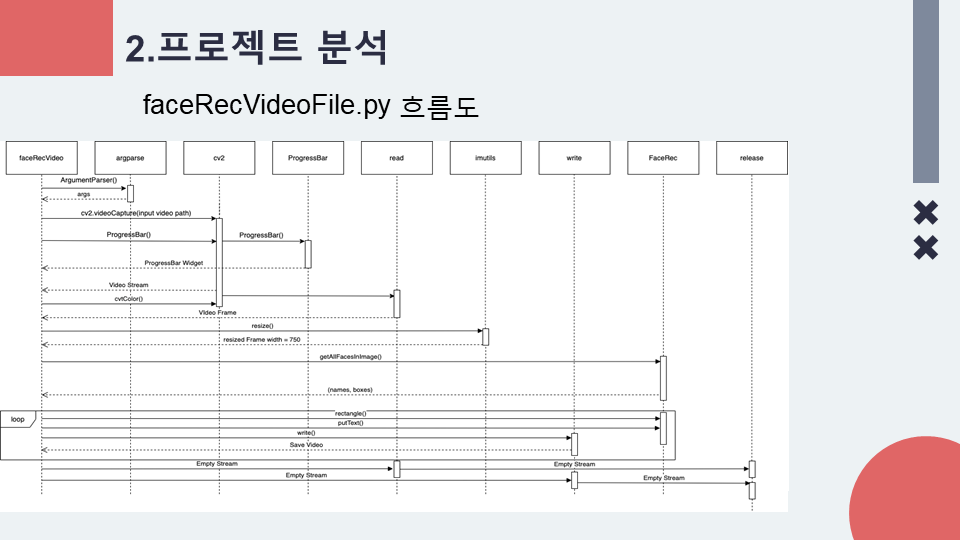 2.프로젝트 분석
faceRecVideoFile.py 흐름도
faceRecVideo argparse cv2 ProgressBar read imutils write FaceRec release
ArgumentParser()
args
cv2.videoCapture(input video path)
ProgressBar() ProgressBar()
ProgressBar Widget
Video Stream
cvtColor()
VIdeo Frame
resize()
resized Frame width = 750
getAllFacesInImage()
(names, boxes)
loop
rectangle()
putText()
write()
Save Video
Empty Stream Empty Stream
Empty Stream Empty Stream